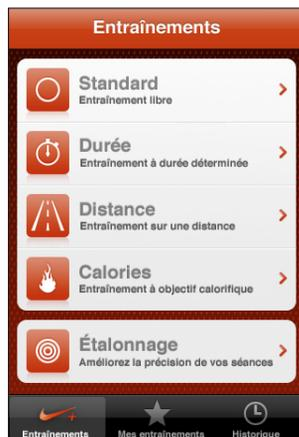 Entraînements
Standard
Entraînement libre
Durée
Entraînement à durée déterminée
Distance
Entraînement sur une distance
Calories
Entraînement à objectif calorifique
Étalonnage
Améliorez la précision de vos séances
Entraînements Mes entraînements Historique